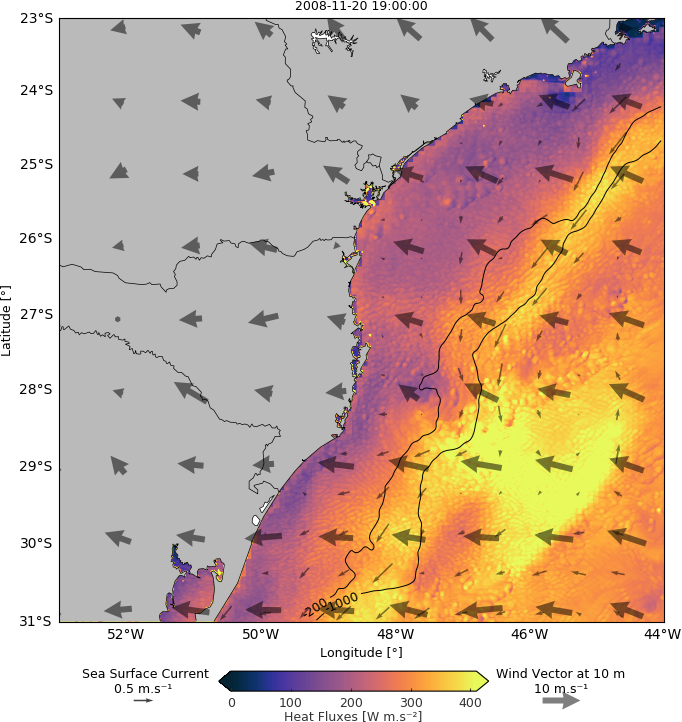 2008-11-20 19:00:00
23°S
24°S
25°S
26°S
27°S
28°S
29°S
30°S
31°S
Latitude [°]
-200
-1000
52°W 50°W 48°W 46°W 44°W
Longitude [°]
Sea Surface Current
0.5 m.s⁻¹
0 100 200 300 400
Heat Fluxes [W m.s⁻²]
Wind Vector at 10 m
10 m.s⁻¹